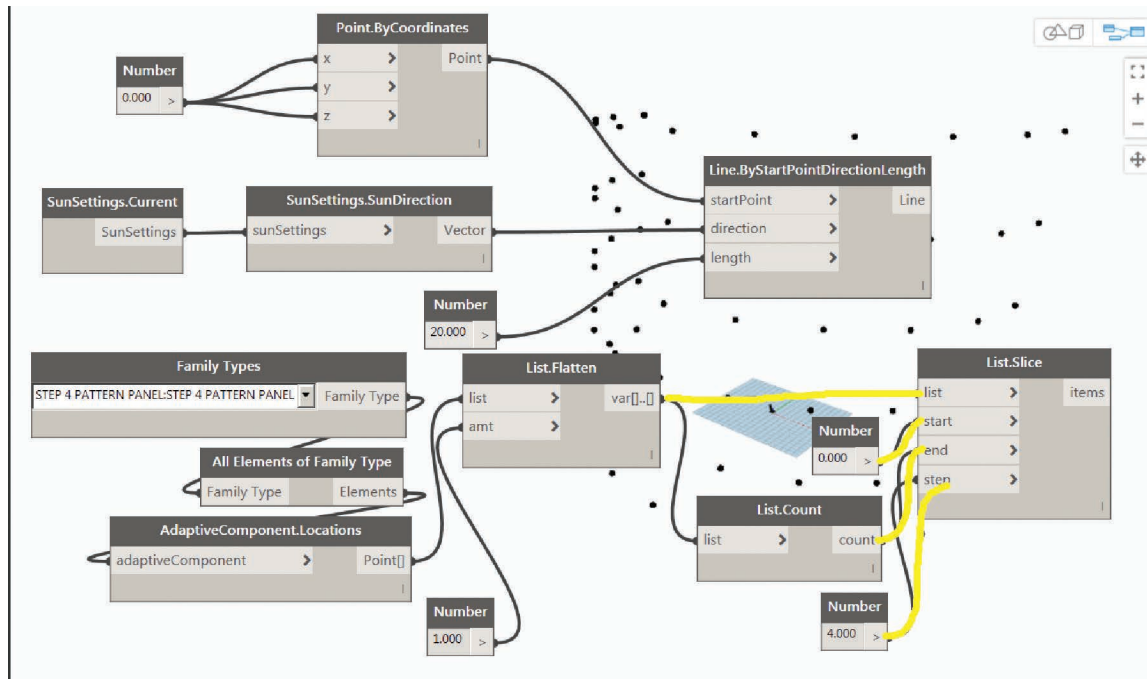 Point.ByCoordinates
x > Point
y >
z >
Number
0.000 >
SunSettings.Current
SunSettings
SunSettings.SunDirection
sunSettings > Vector
Line.ByStartPointDirectionLength
startPoint > Line
direction >
length >
Number
20.000 >
Family Types
STEP 4 PATTERN PANEL:STEP 4 PATTERN PANEL Family Type
All Elements of Family Type
Family Type Elements
AdaptiveComponent.Locations
adaptiveComponent > Point[]
List.Flatten
list > var[]..[]
amt >
Number
1.000 >
List.Count
list > count
Number
0.000 >
Number
4.000 >
List.Slice
list > items
start >
end >
step >